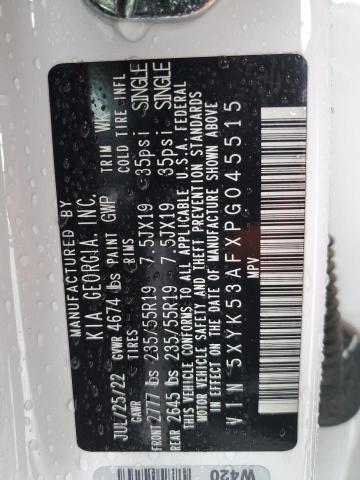 MANUFACTURED BY
KIA GEORGIA, INC.
JUL/25/22 PAINT GWP TRIM WK
GVWR 4674 lbs
GAWR RIMS COLD TIRE INFL
FRONT 2777 lbs 235/55R19 7.5JX19 35psi SINGLE
REAR 2645 lbs 235/55R19 7.5JX19 35psi SINGLE
THIS VEHICLE CONFORMS TO ALL APPLICABLE U.S.A. FEDERAL
MOTOR VEHICLE SAFETY AND THEFT PREVENTION STANDARDS
IN EFFECT ON THE DATE OF MANUFACTURE SHOWN ABOVE
VIN 5XYK53AFXPG045515
MPV
W420